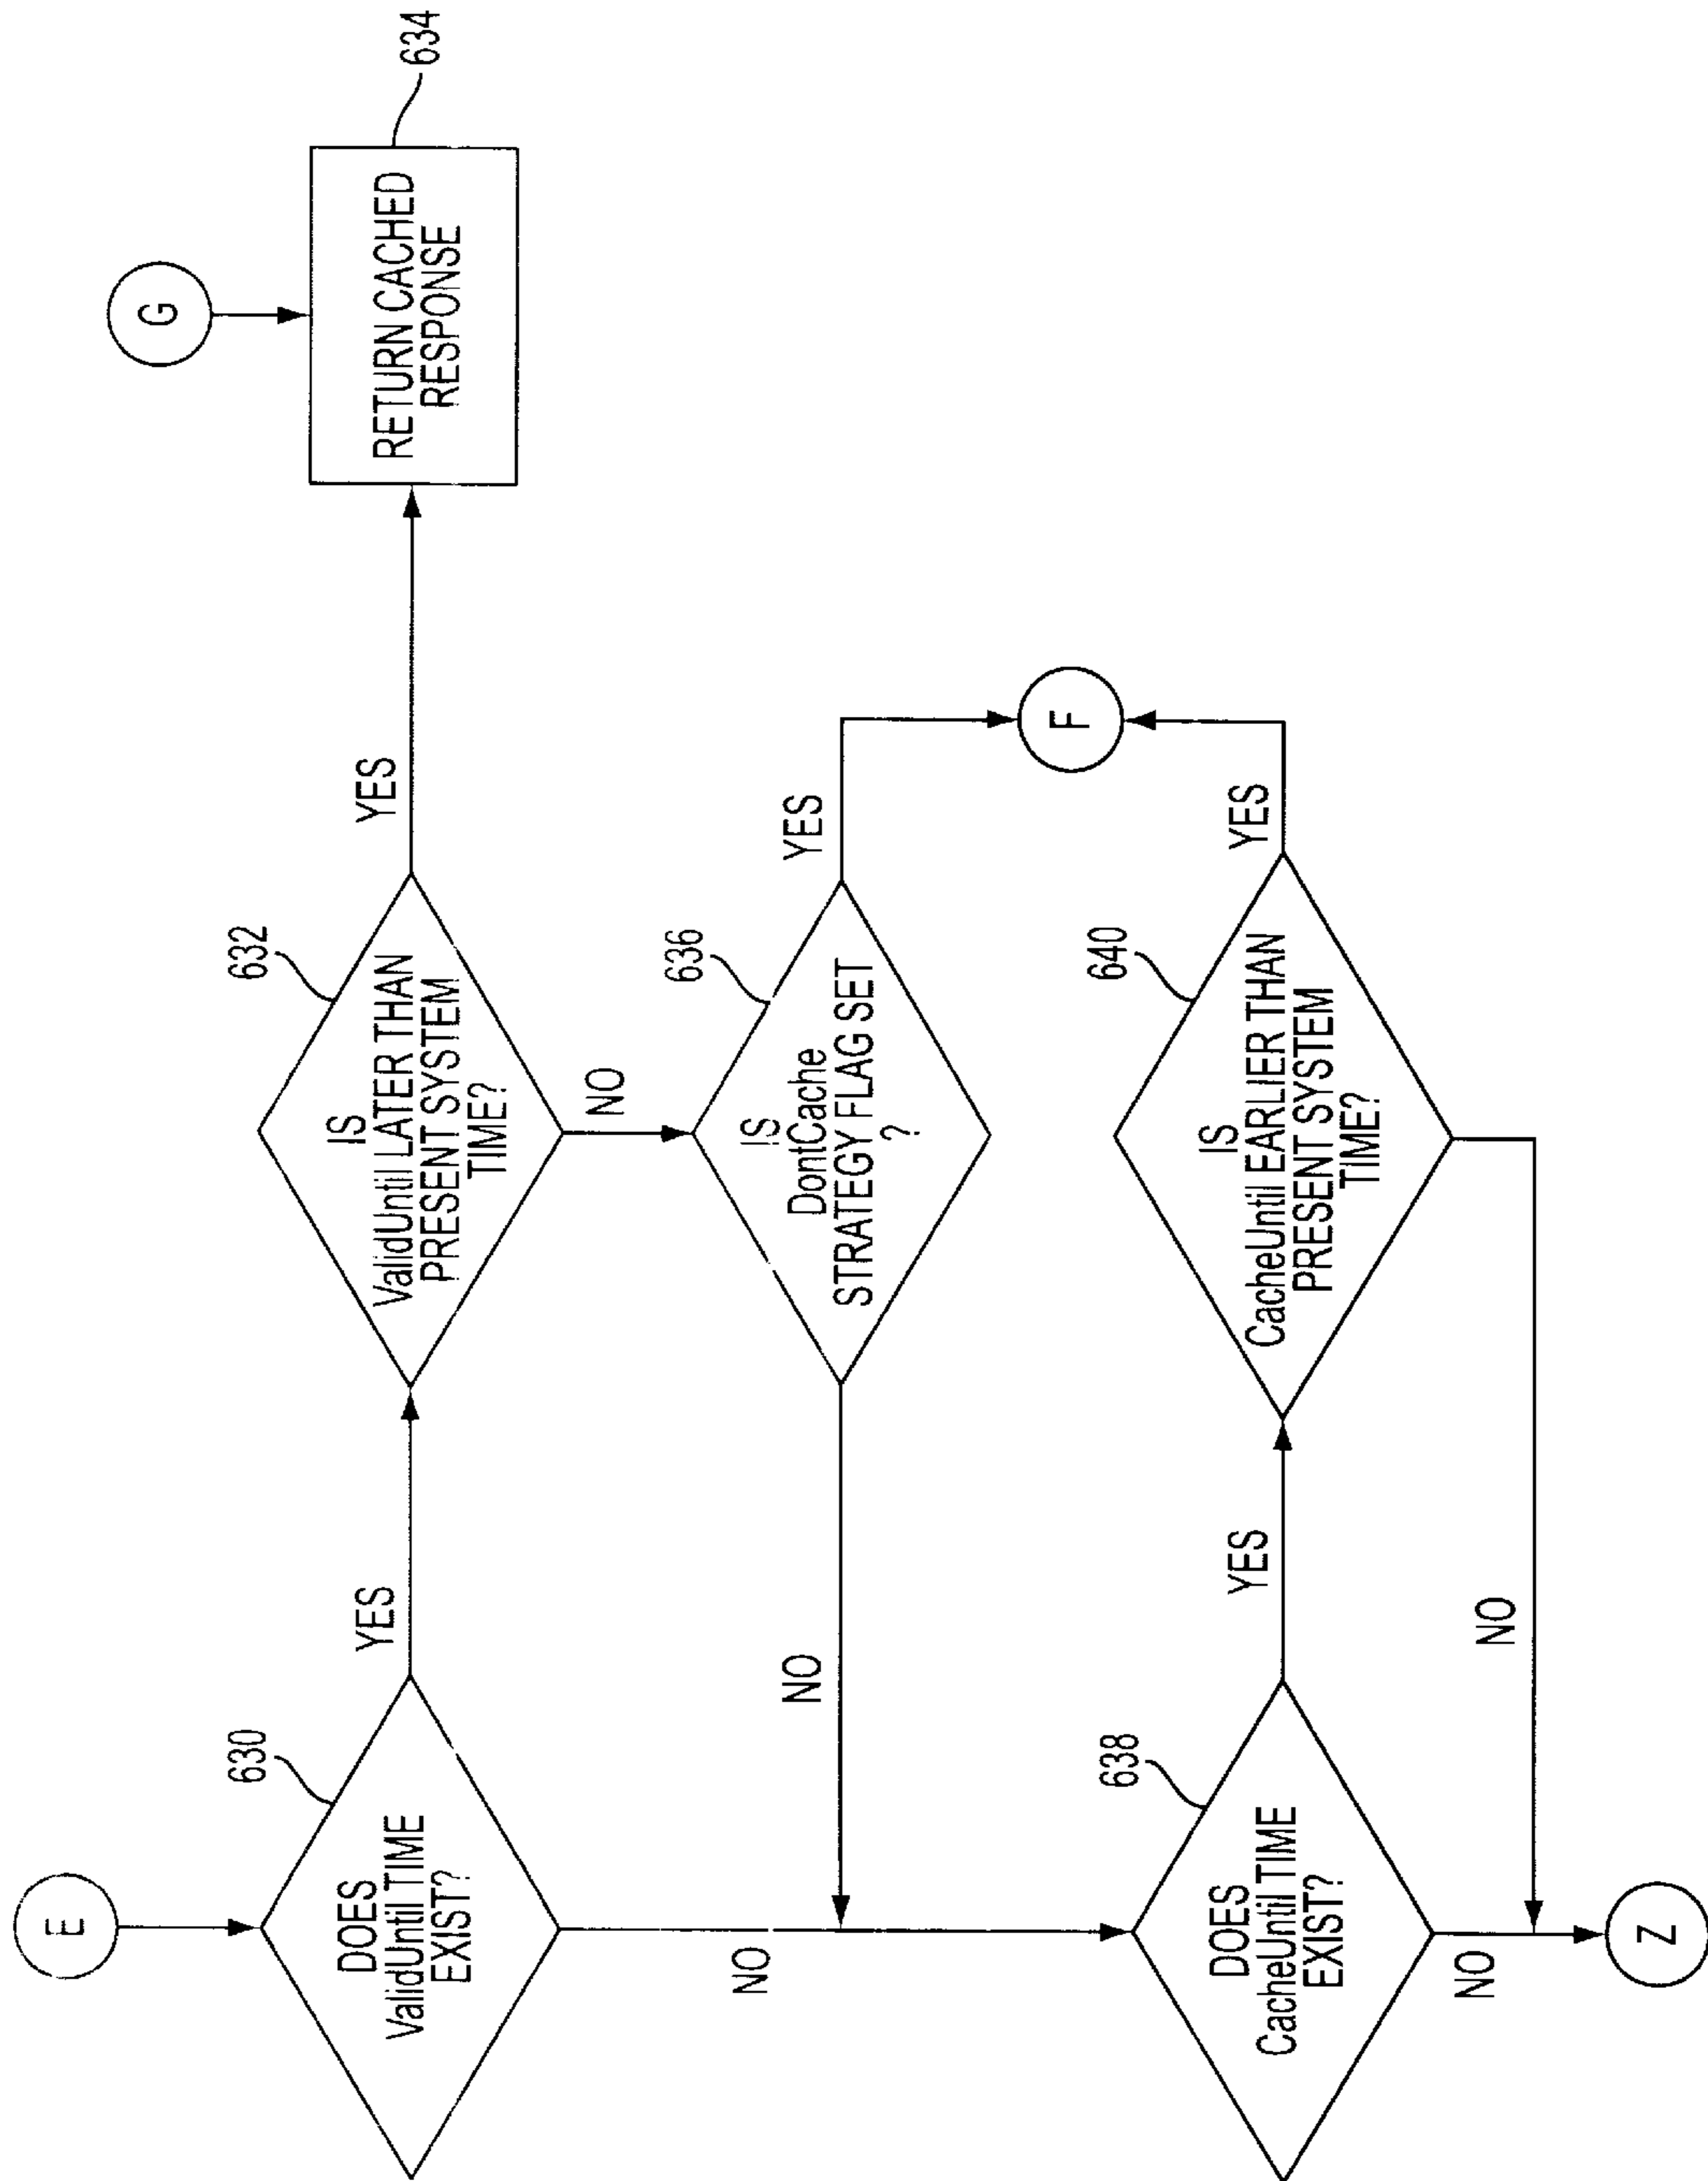 E
630
DOES
ValidUntil TIME
EXIST?
YES
NO
632
IS
ValidUntil LATER THAN
PRESENT SYSTEM
TIME?
YES
NO
G
RETURN CACHED
RESPONSE
634
636
IS
DontCache
STRATEGY FLAG SET
?
YES
NO
F
638
DOES
CacheUntil TIME
EXIST?
YES
NO
640
IS
CacheUntil EARLIER THAN
PRESENT SYSTEM
TIME?
YES
NO
Z